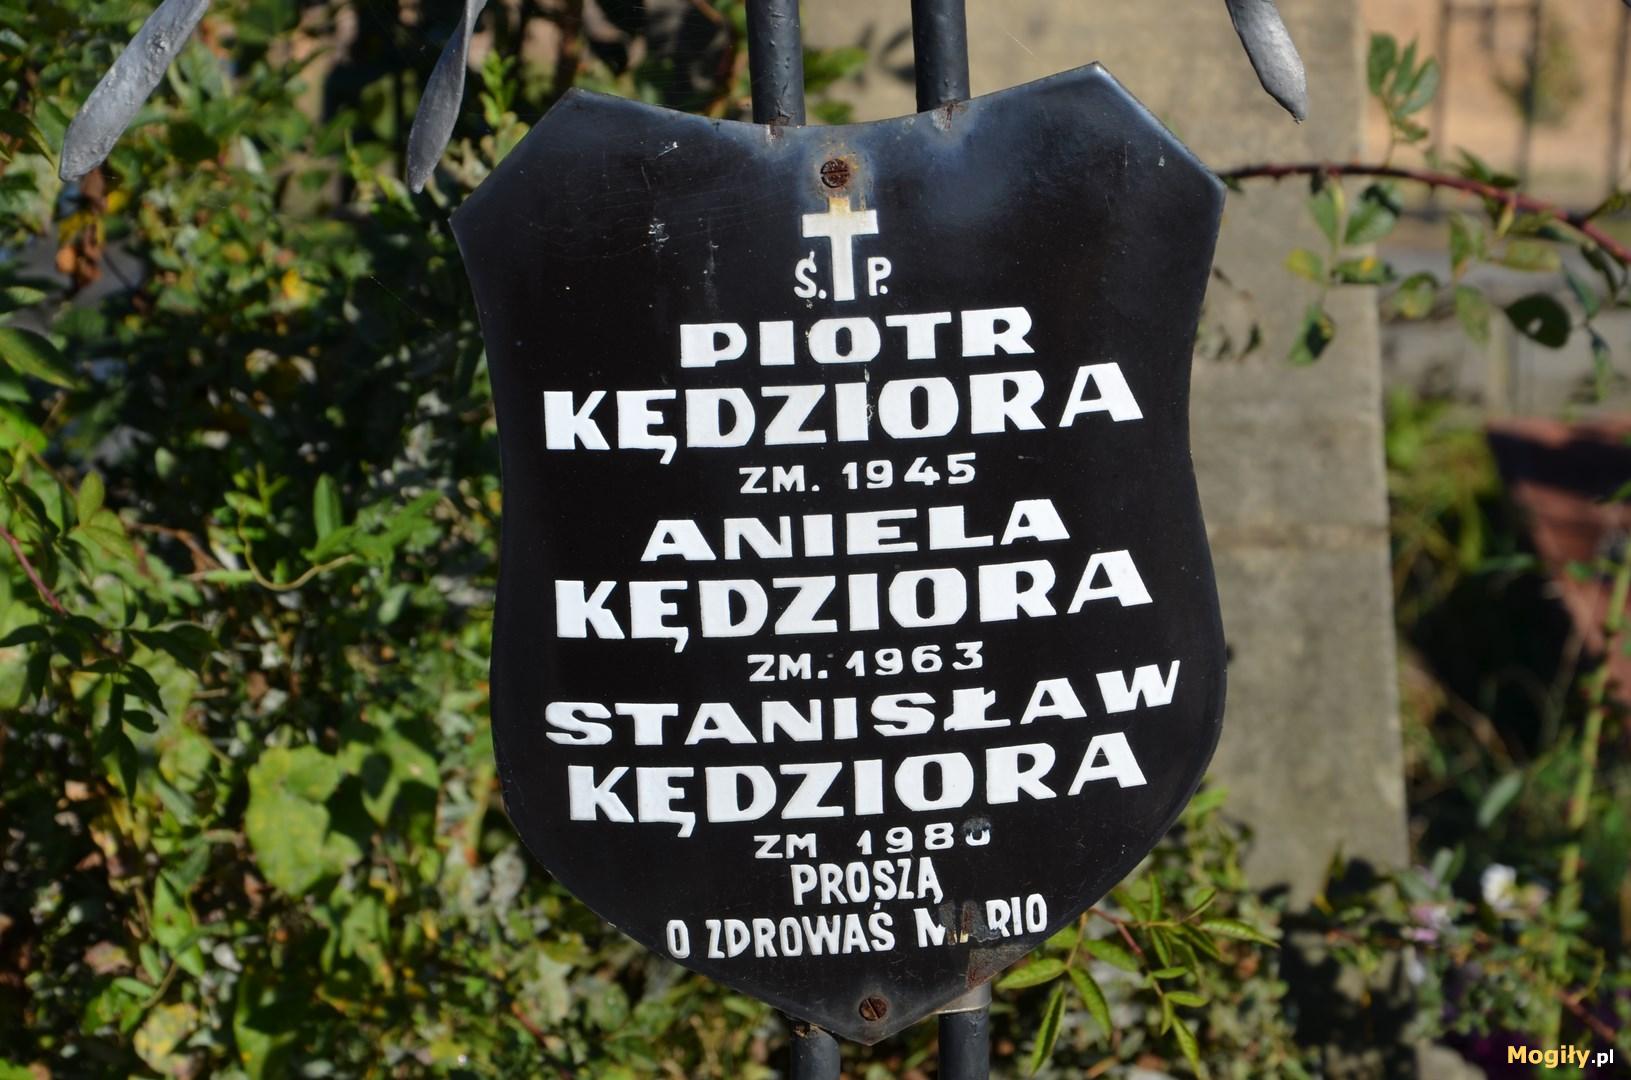 Ś. P.
PIOTR
KĘDZIORA
ZM. 1945
ANIELA
KĘDZIORA
ZM. 1963
STANISŁAW
KĘDZIORA
ZM
PROSZĄ
O ZDROWAŚ MARIO
Mogiły.pl